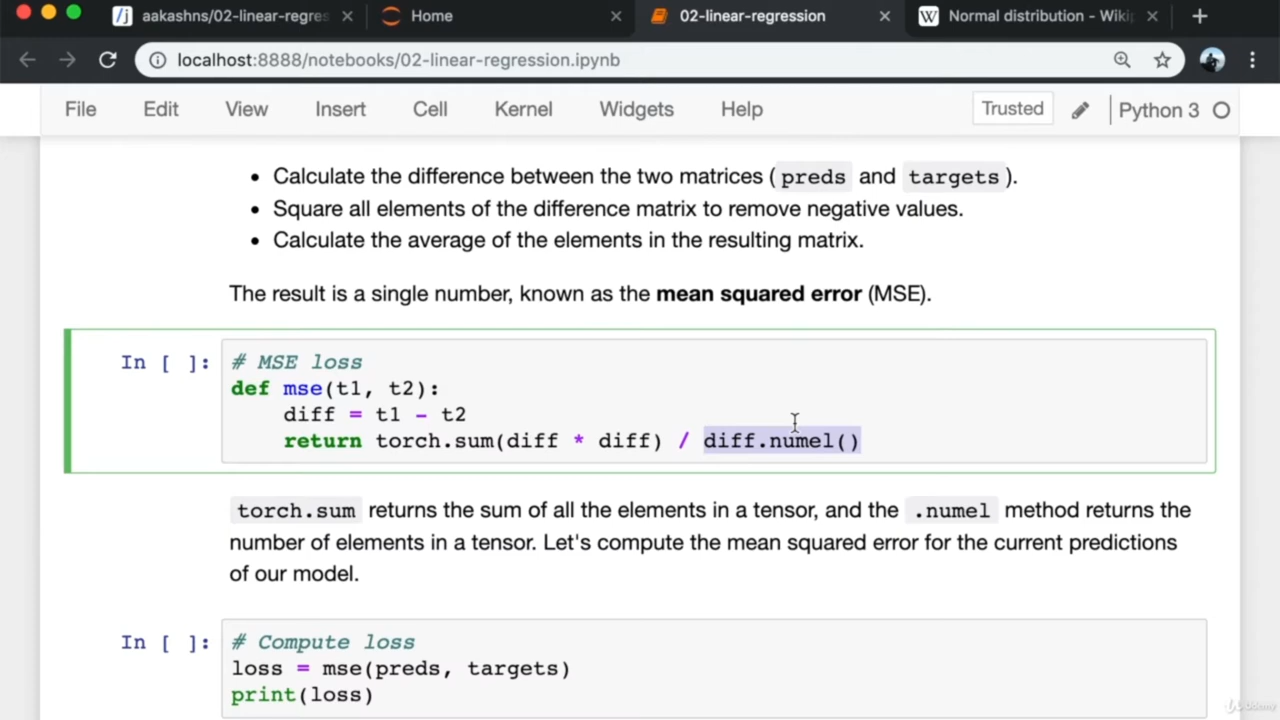 aakashns/02-linear-regres
Home
02-linear-regression
Normal distribution - Wikip
localhost:8888/notebooks/02-linear-regression.ipynb
File Edit View Insert Cell Kernel Widgets Help Trusted Python 3
• Calculate the difference between the two matrices ( preds and targets ).
• Square all elements of the difference matrix to remove negative values.
• Calculate the average of the elements in the resulting matrix.
The result is a single number, known as the mean squared error (MSE).
In [ ]: # MSE loss
def mse(t1, t2):
    diff = t1 - t2
    return torch.sum(diff * diff) / diff.numel()
torch.sum returns the sum of all the elements in a tensor, and the .numel method returns the
number of elements in a tensor. Let's compute the mean squared error for the current predictions
of our model.
In [ ]: # Compute loss
loss = mse(preds, targets)
print(loss)
Udemy